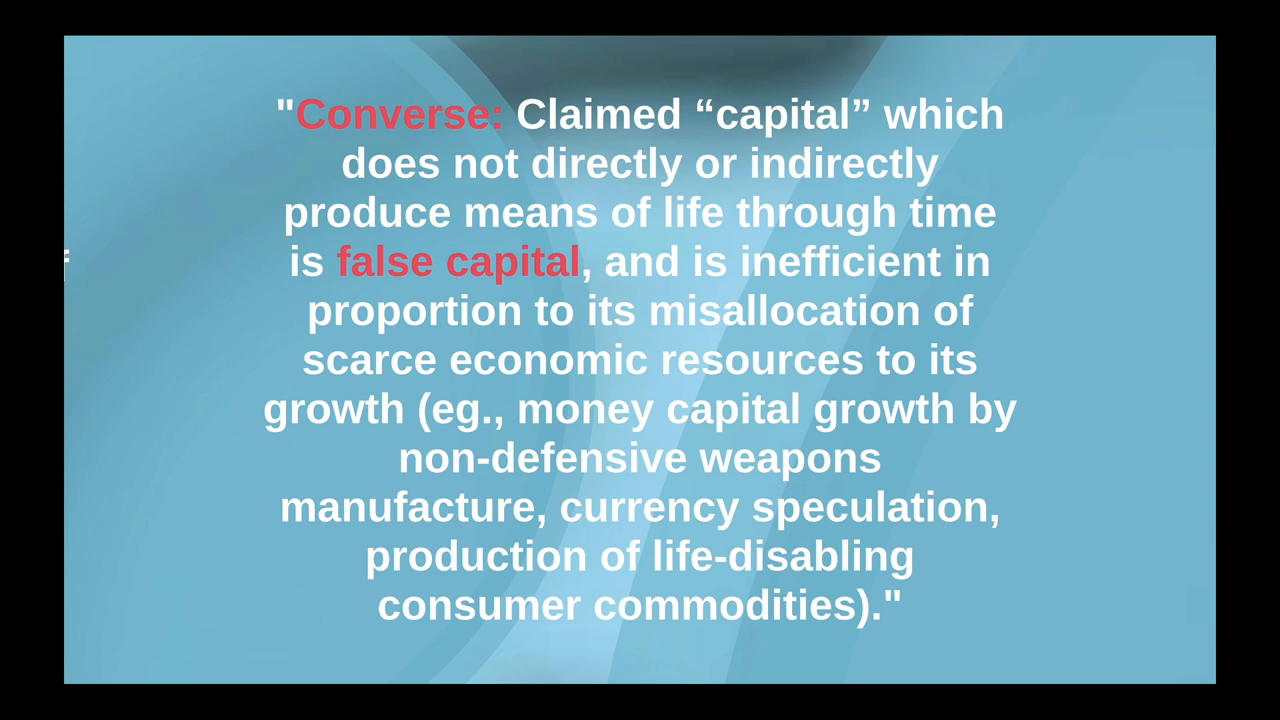 "Converse: Claimed “capital” which
does not directly or indirectly
produce means of life through time
is false capital, and is inefficient in
proportion to its misallocation of
scarce economic resources to its
growth (eg., money capital growth by
non-defensive weapons
manufacture, currency speculation,
production of life-disabling
consumer commodities)."